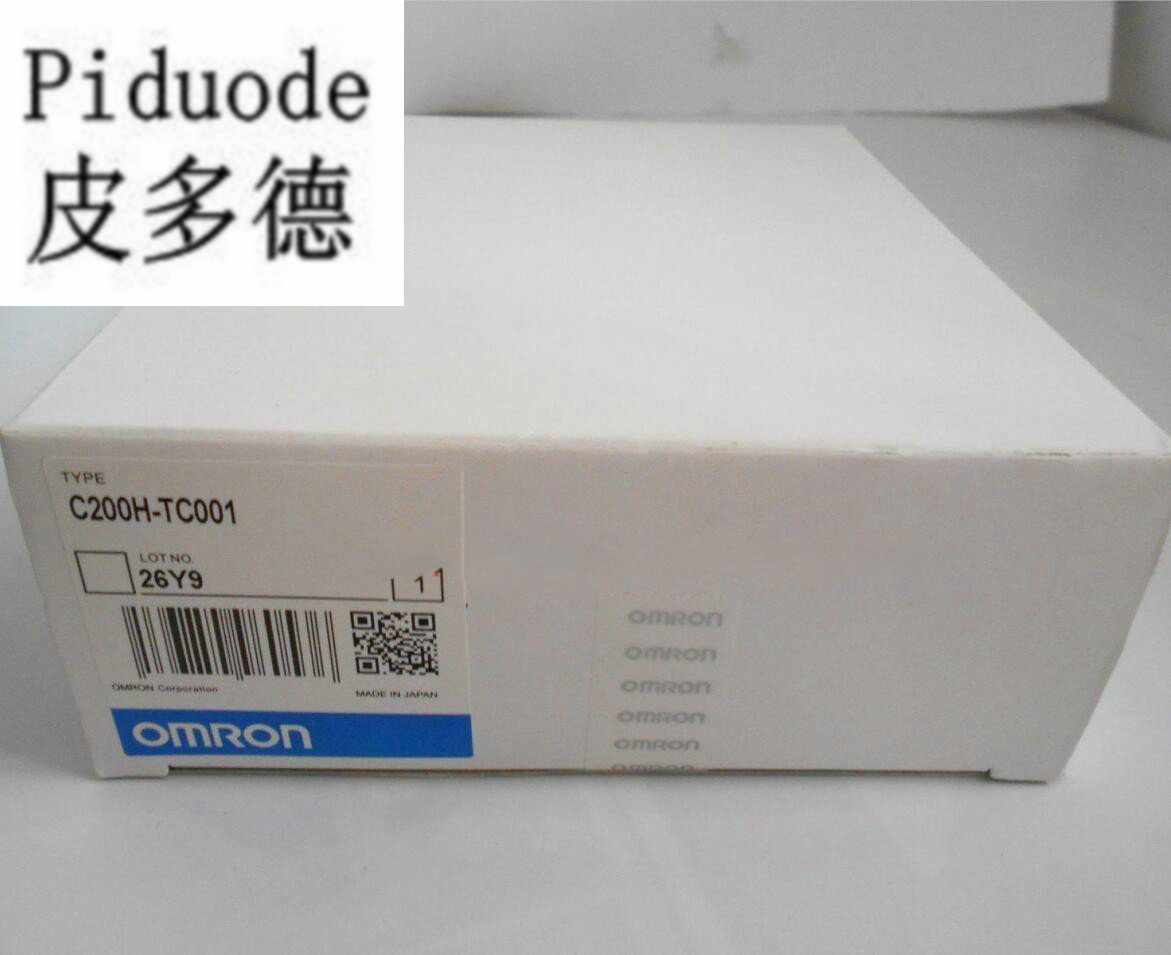 Piduode
皮多德
TYPE
C200H-TC001
LOT NO.
26Y9
1
OMRON Corporation
MADE IN JAPAN
OMRON
OMRON
OMRON
OMRON
OMRON
OMRON
OMRON